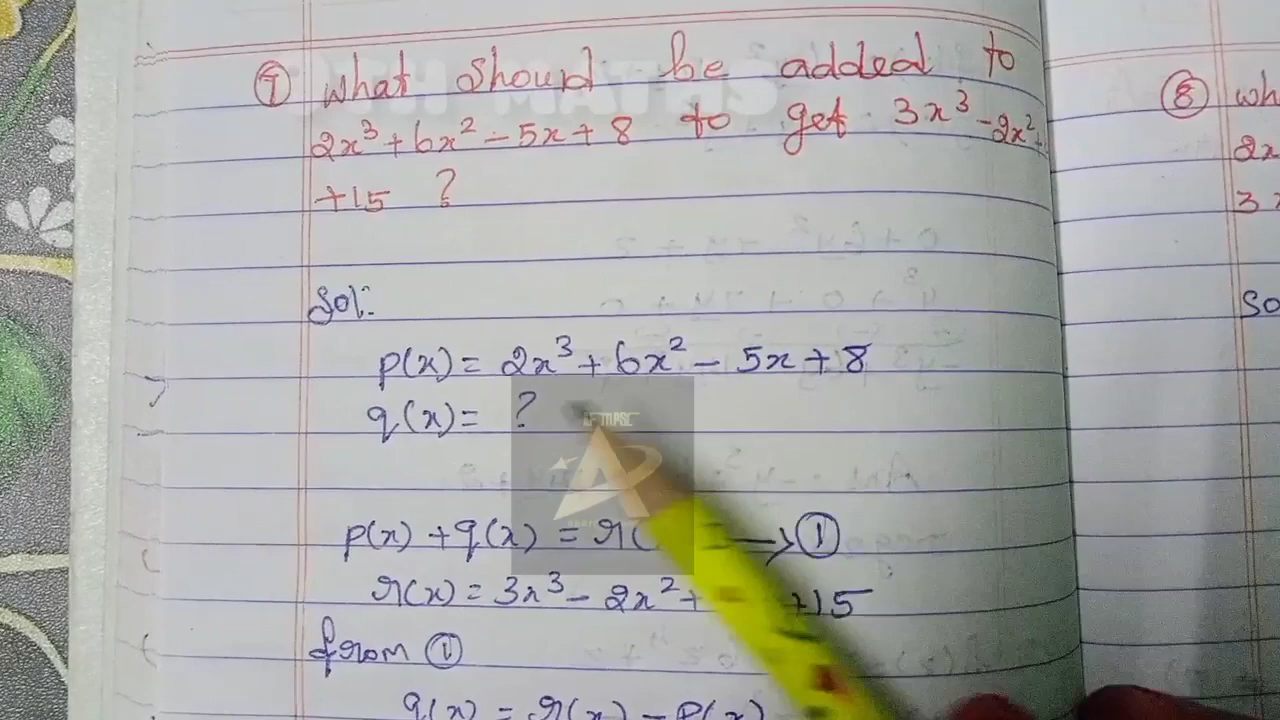 7 What should be added to
2x³ + 6x² - 5x + 8 to get 3x³ - 2x² +
+15 ?
Sol:
p(x) = 2x³ + 6x² - 5x + 8
q(x) = ?
p(x) + q(x) = r( → 1
r(x) = 3x³ - 2x² + +15
from 1
q(x) = r(x) - p(x)
8 wh
2x
3x
So